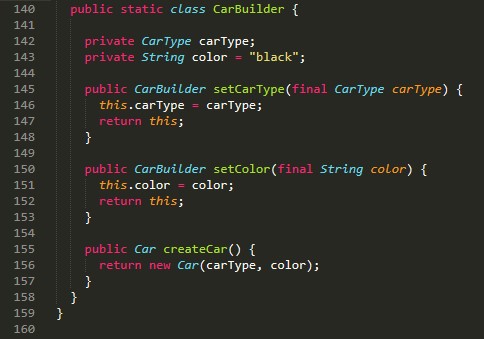 140 public static class CarBuilder {
141
142 private CarType carType;
143 private String color = "black";
144
145 public CarBuilder setCarType(final CarType carType) {
146 this.carType = carType;
147 return this;
148 }
149
150 public CarBuilder setColor(final String color) {
151 this.color = color;
152 return this;
153 }
154
155 public Car createCar() {
156 return new Car(carType, color);
157 }
158 }
159 }
160